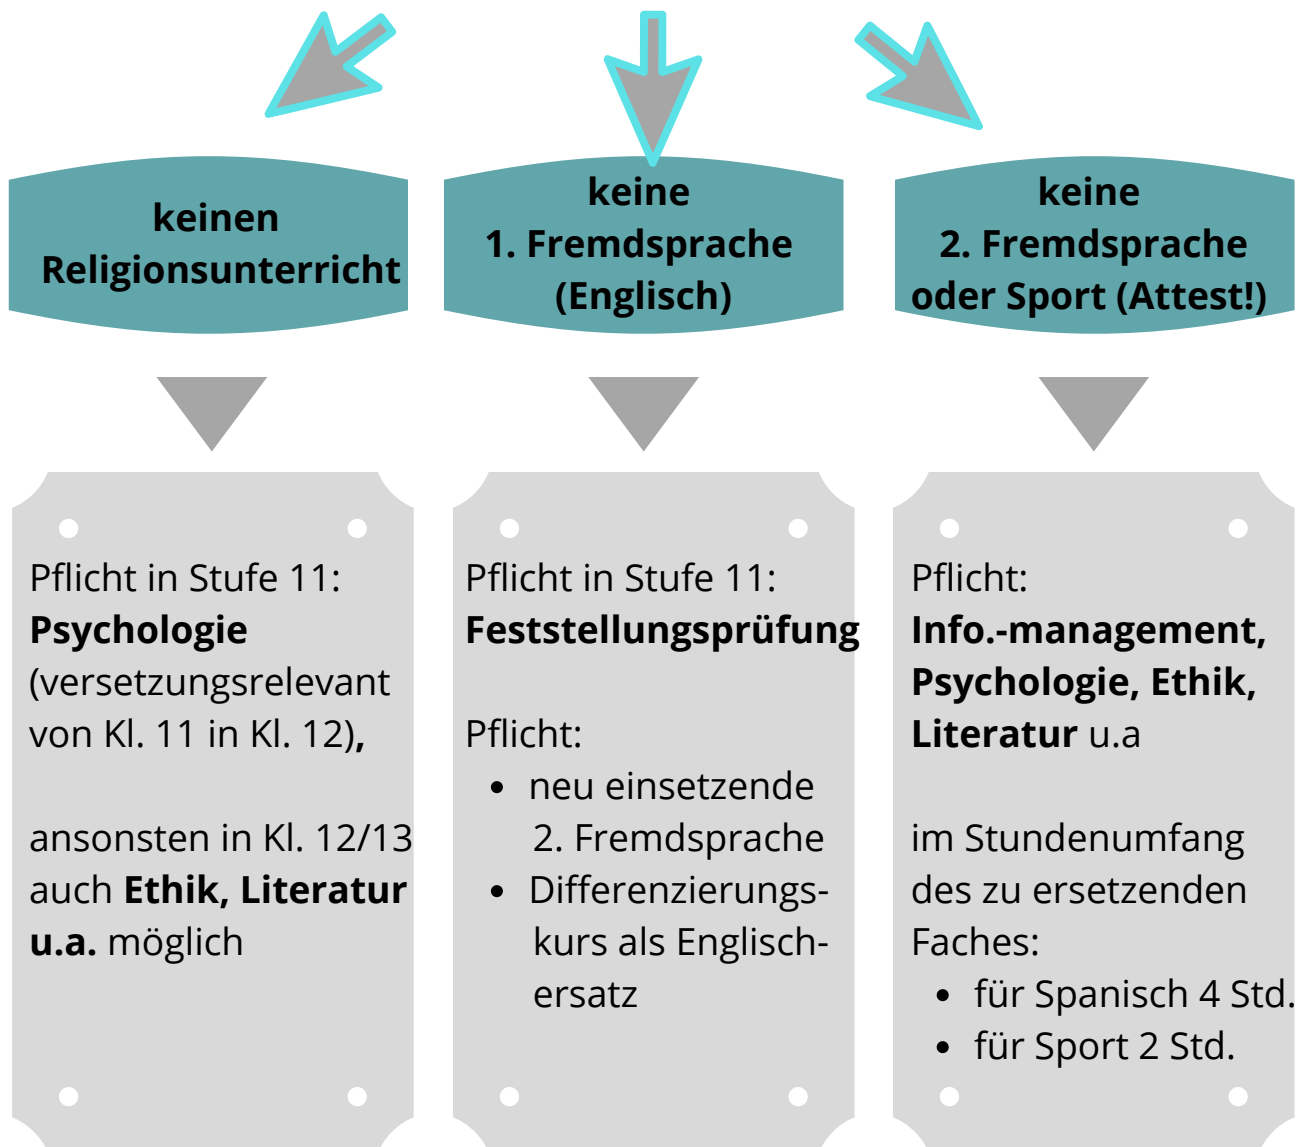 keinen
Religionsunterricht
keine
1. Fremdsprache
(Englisch)
keine
2. Fremdsprache
oder Sport (Attest!)
Pflicht in Stufe 11:
Psychologie
(versetzungsrelevant
von Kl. 11 in Kl. 12),
ansonsten in Kl. 12/13
auch Ethik, Literatur
u.a. möglich
Pflicht in Stufe 11:
Feststellungsprüfung
Pflicht:
• neu einsetzende
2. Fremdsprache
• Differenzierungs-
kurs als Englisch-
ersatz
Pflicht:
Info.-management,
Psychologie, Ethik,
Literatur u.a
im Stundenumfang
des zu ersetzenden
Faches:
• für Spanisch 4 Std.
• für Sport 2 Std.